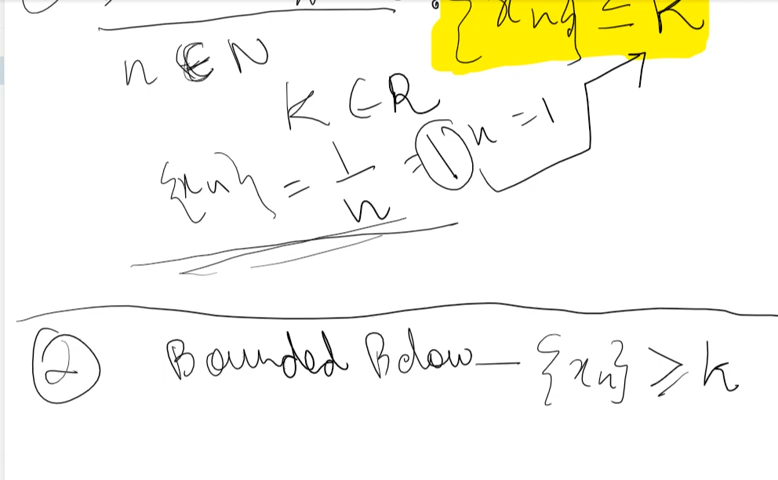 {xn} ≤ K
n ∈ N
K ∈ R
{xn} = 1/n = 1 n = 1
② Bounded Below — {xn} ≥ k